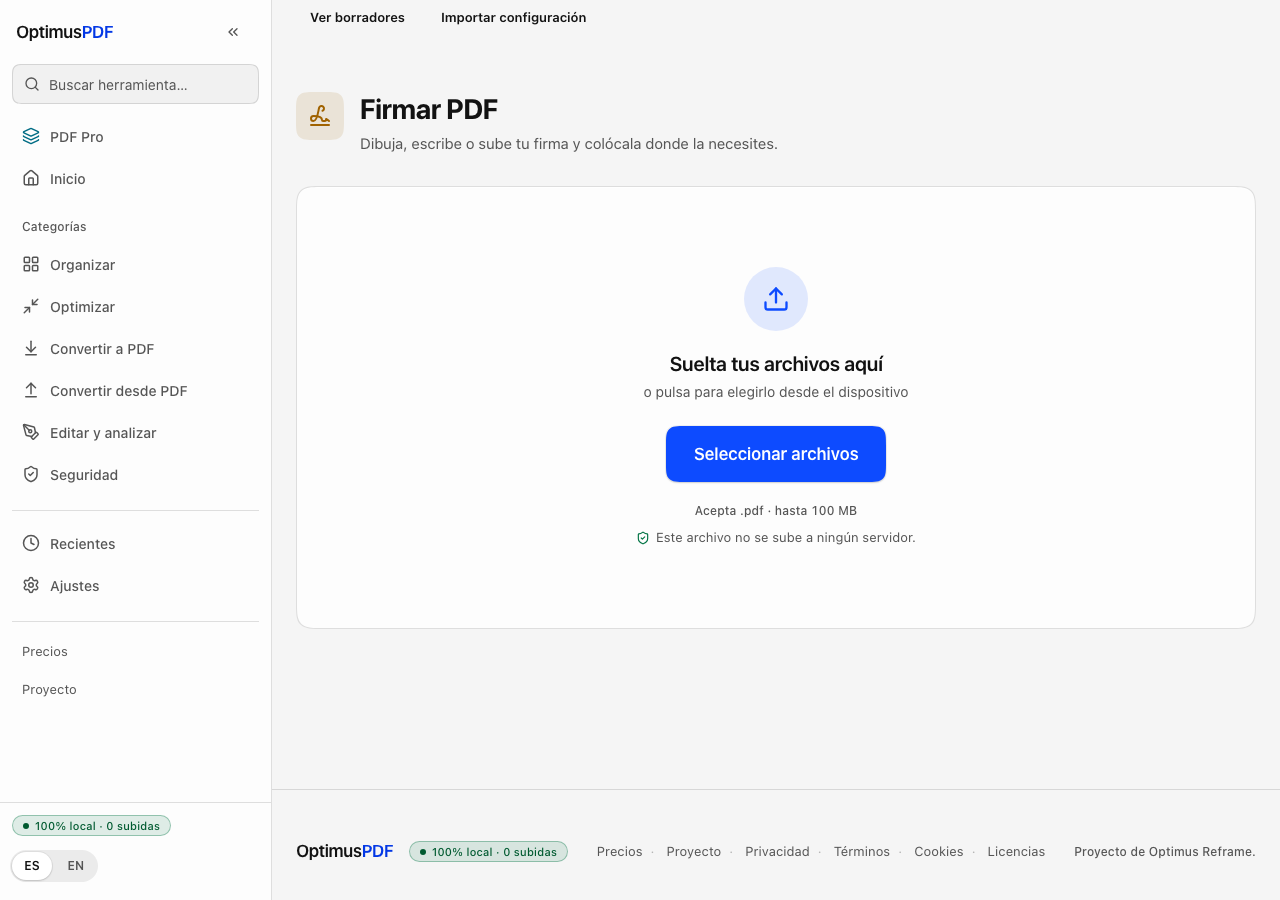 OptimusPDF
Buscar herramienta...
PDF Pro
Inicio
Categorías
Organizar
Optimizar
Convertir a PDF
Convertir desde PDF
Editar y analizar
Seguridad
Recientes
Ajustes
Precios
Proyecto
100% local · 0 subidas
ES EN
Ver borradores Importar configuración
Firmar PDF
Dibuja, escribe o sube tu firma y colócala donde la necesites.
Suelta tus archivos aquí
o pulsa para elegirlo desde el dispositivo
Seleccionar archivos
Acepta .pdf · hasta 100 MB
Este archivo no se sube a ningún servidor.
OptimusPDF 100% local · 0 subidas Precios · Proyecto · Privacidad · Términos · Cookies · Licencias Proyecto de Optimus Reframe.